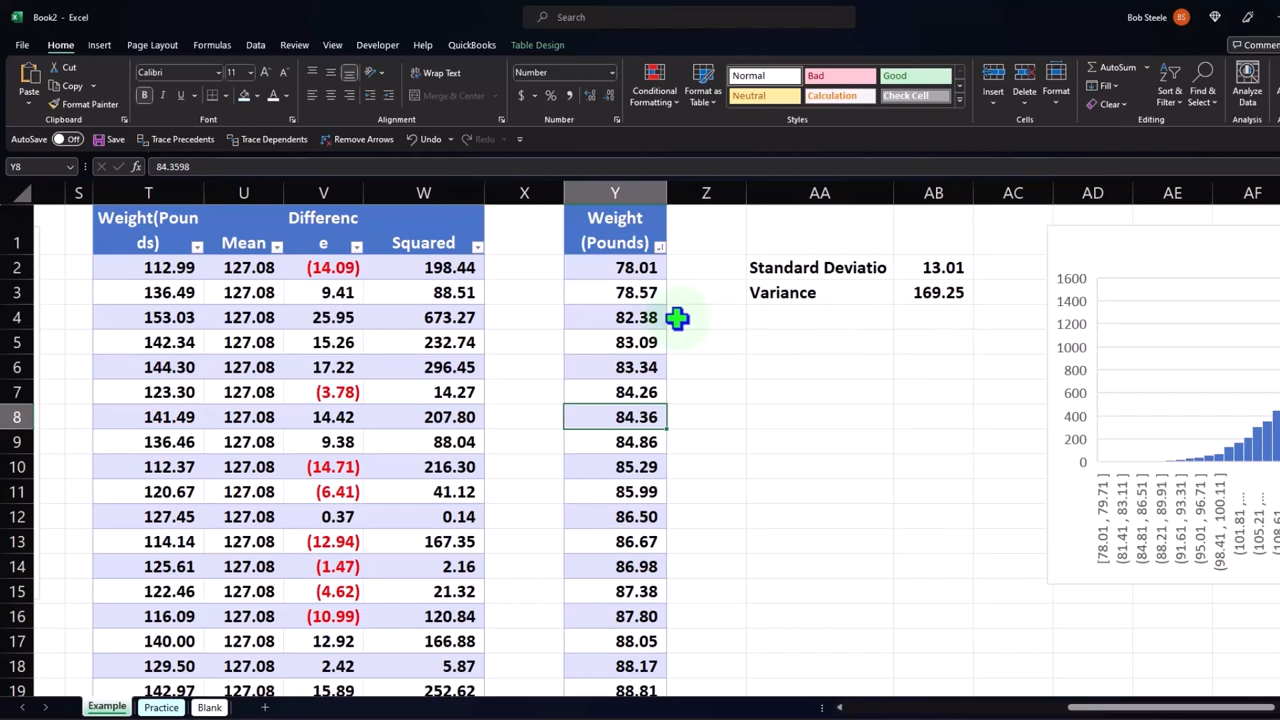 Book2 - Excel
Search
Bob Steele BS
File Home Insert Page Layout Formulas Data Review View Developer Help QuickBooks Table Design
Comments
Paste Cut Copy Format Painter Clipboard
Calibri 11 B I U A Font
Wrap Text Merge & Center Alignment
Number $ % Number
Conditional Formatting Format as Table Normal Bad Good Neutral Calculation Check Cell Styles
Insert Delete Format Cells
AutoSum Fill Clear Sort & Filter Find & Select Editing
Analyze Data Analysis
AutoSave Off Save Trace Precedents Trace Dependents Remove Arrows Undo Redo
Y8 fx 84.3598
S T U V W X Y Z AA AB AC AD AE AF
1 Weight(Poun ds) Mean Differenc e Squared Weight (Pounds)
2 112.99 127.08 (14.09) 198.44 78.01 Standard Deviatio 13.01
3 136.49 127.08 9.41 88.51 78.57 Variance 169.25
4 153.03 127.08 25.95 673.27 82.38
5 142.34 127.08 15.26 232.74 83.09
6 144.30 127.08 17.22 296.45 83.34
7 123.30 127.08 (3.78) 14.27 84.26
8 141.49 127.08 14.42 207.80 84.36
9 136.46 127.08 9.38 88.04 84.86
10 112.37 127.08 (14.71) 216.30 85.29
11 120.67 127.08 (6.41) 41.12 85.99
12 127.45 127.08 0.37 0.14 86.50
13 114.14 127.08 (12.94) 167.35 86.67
14 125.61 127.08 (1.47) 2.16 86.98
15 122.46 127.08 (4.62) 21.32 87.38
16 116.09 127.08 (10.99) 120.84 87.80
17 140.00 127.08 12.92 166.88 88.05
18 129.50 127.08 2.42 5.87 88.17
19 142.97 127.08 15.89 252.62 88.81
1600
1400
1200
1000
800
600
400
200
0
[78.01 , 79.71 ]
(81.41 , 83.11 ]
(84.81 , 86.51 ]
(88.21 , 89.91 ]
(91.61 , 93.31 ]
(95.01 , 96.71 ]
(98.41 , 100.11 ]
(101.81 ,...
(105.21 ,...
Example Practice Blank